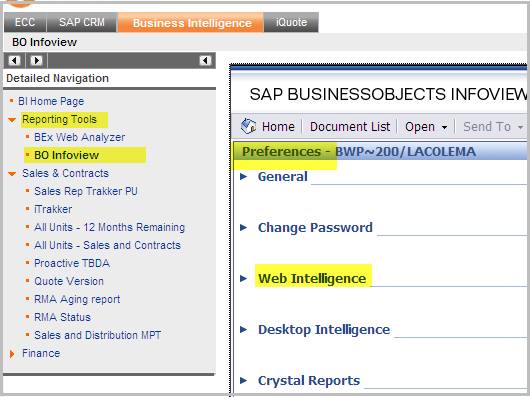 ECC SAP CRM Business Intelligence iQuote
BO Infoview
Detailed Navigation
BI Home Page
Reporting Tools
BEx Web Analyzer
BO Infoview
Sales & Contracts
Sales Rep Trakker PU
iTrakker
All Units - 12 Months Remaining
All Units - Sales and Contracts
Proactive TBDA
Quote Version
RMA Aging report
RMA Status
Sales and Distribution MPT
Finance
SAP BUSINESSOBJECTS INFOVIEW
Home Document List Open Send To
Preferences - BWP~200/LACOLEMA
General
Change Password
Web Intelligence
Desktop Intelligence
Crystal Reports